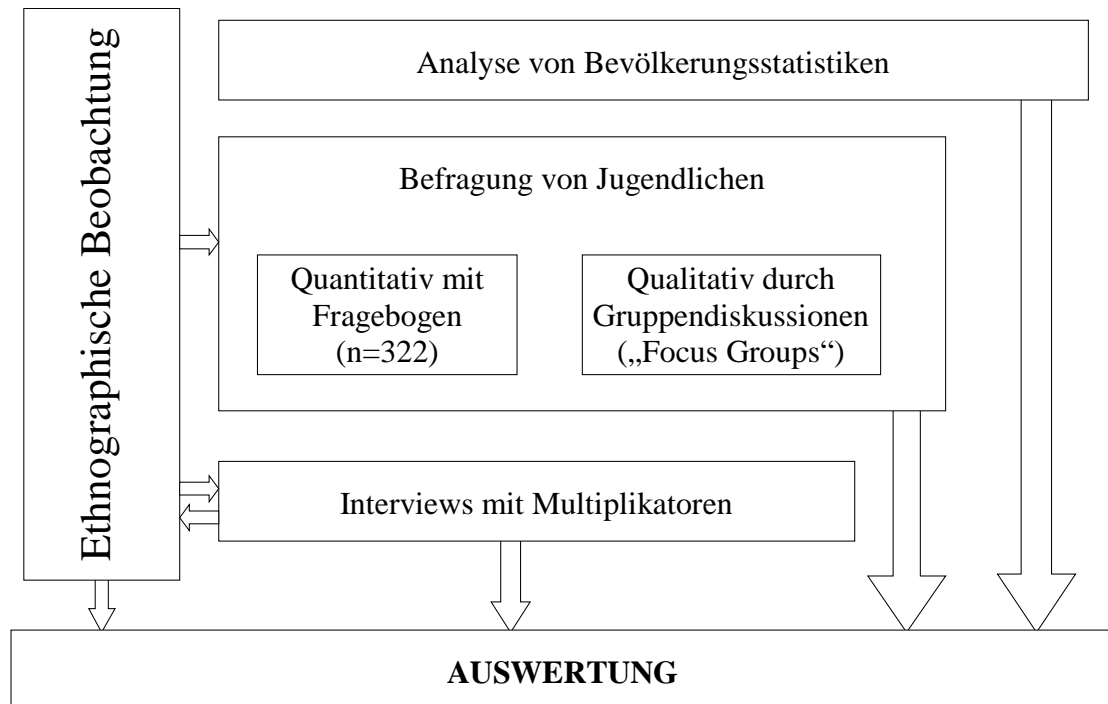 Ethnographische Beobachtung
Analyse von Bevölkerungsstatistiken
Befragung von Jugendlichen
Quantitativ mit
Fragebogen
(n=322)
Qualitativ durch
Gruppendiskussionen
(„Focus Groups“)
Interviews mit Multiplikatoren
AUSWERTUNG